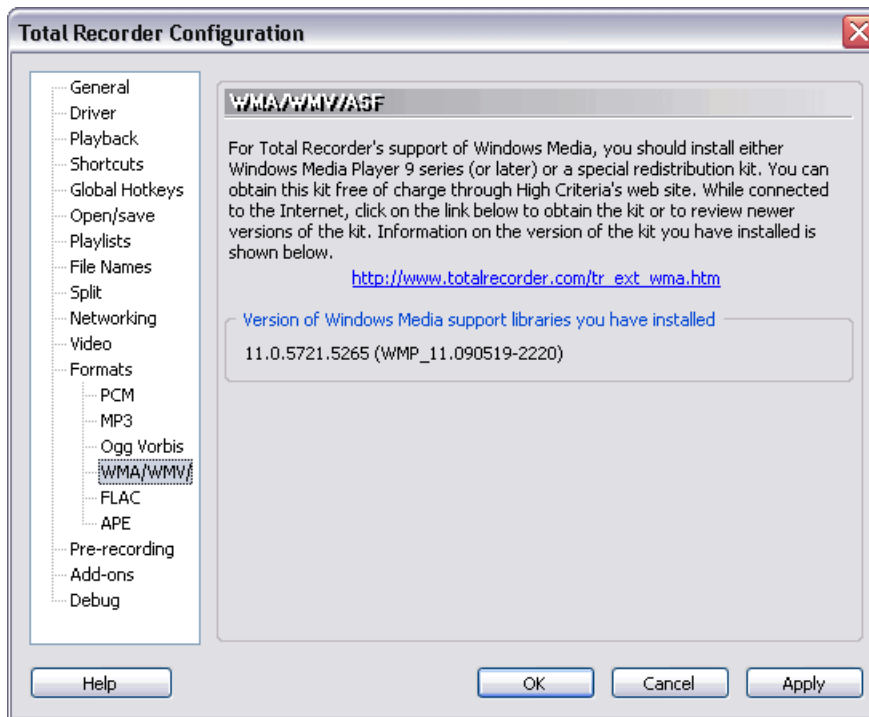 Total Recorder Configuration
General
Driver
Playback
Shortcuts
Global Hotkeys
Open/save
Playlists
File Names
Split
Networking
Video
Formats
PCM
MP3
Ogg Vorbis
WMA/WMV/
FLAC
APE
Pre-recording
Add-ons
Debug
WMA/WMV/ASF
For Total Recorder's support of Windows Media, you should install either
Windows Media Player 9 series (or later) or a special redistribution kit. You can
obtain this kit free of charge through High Criteria's web site. While connected
to the Internet, click on the link below to obtain the kit or to review newer
versions of the kit. Information on the version of the kit you have installed is
shown below.
http://www.totalrecorder.com/tr_ext_wma.htm
Version of Windows Media support libraries you have installed
11.0.5721.5265 (WMP_11.090519-2220)
Help
OK
Cancel
Apply